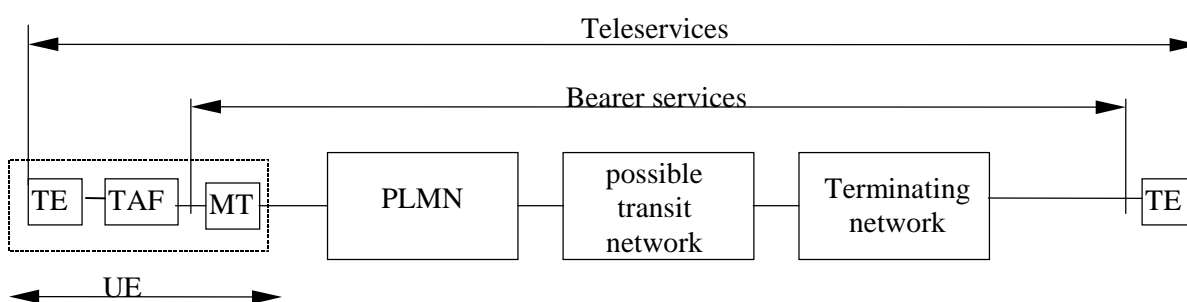 Teleservices
Bearer services
TE
TAF
MT
PLMN
possible
transit
network
Terminating
network
TE
UE